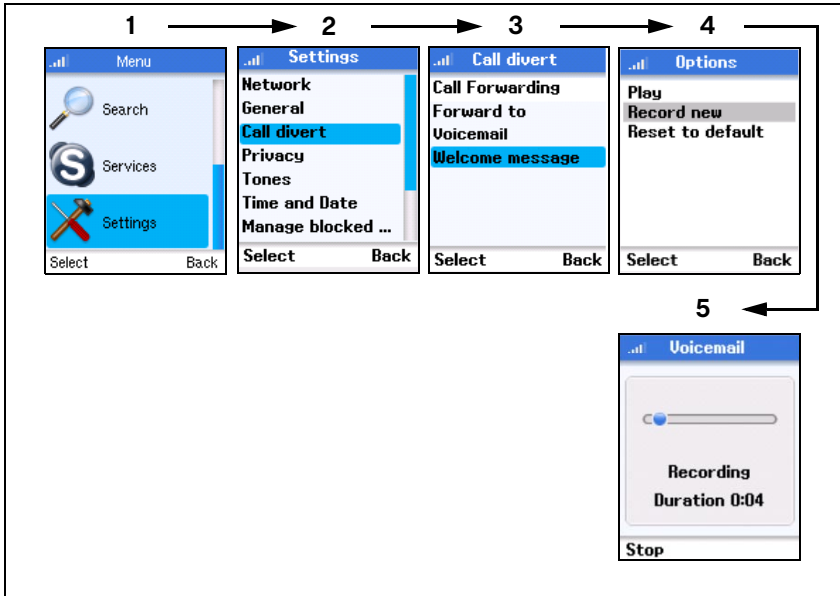 1
2
3
4
Menu
Search
Services
Settings
Select Back
Settings
Network
General
Call divert
Privacy
Tones
Time and Date
Manage blocked ...
Select Back
Call divert
Call Forwarding
Forward to
Voicemail
Welcome message
Select Back
Options
Play
Record new
Reset to default
Select Back
5
Voicemail
Recording
Duration 0:04
Stop